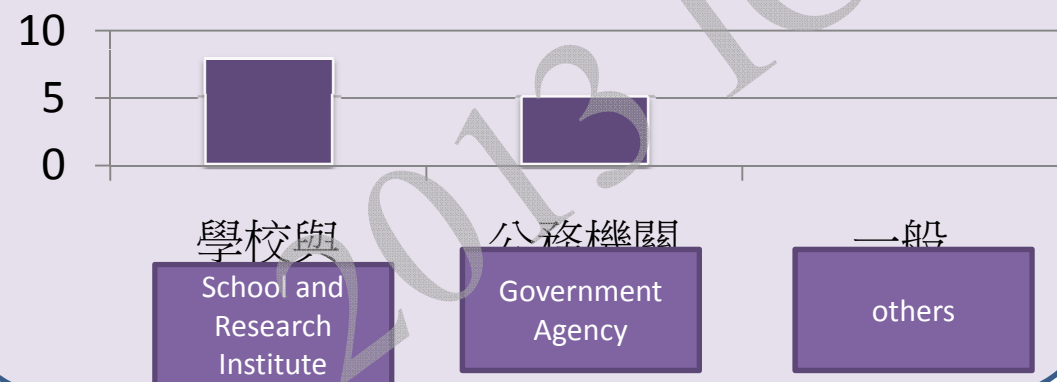 10
5
0
學校與
公務機關
一般
School and
Research
Institute
Government
Agency
others
2013